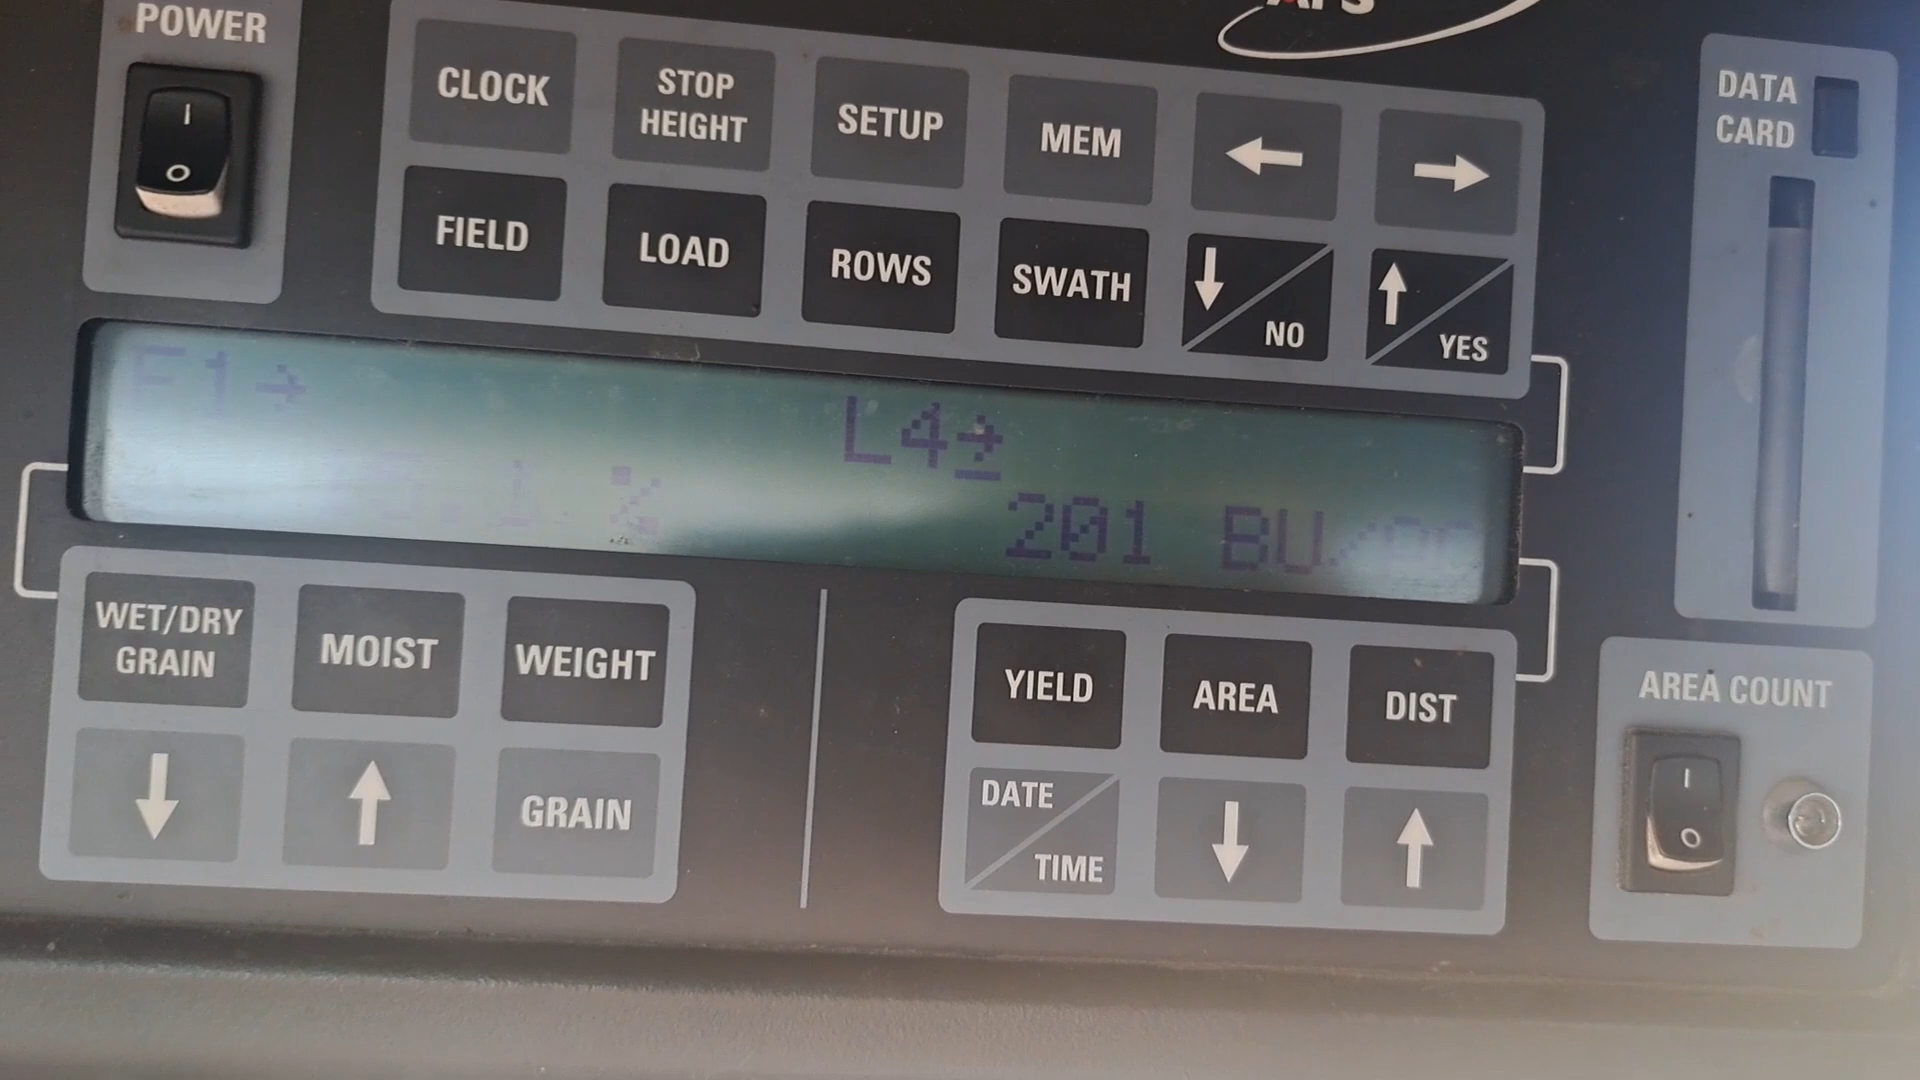 POWER
AFS
CLOCK
STOP HEIGHT
SETUP
MEM
←
→
DATA CARD
FIELD
LOAD
ROWS
SWATH
↓ NO
↑ YES
F1→
L4
%
201 BU/
WET/DRY GRAIN
MOIST
WEIGHT
YIELD
AREA
DIST
AREA COUNT
↓
↑
GRAIN
DATE / TIME
↓
↑